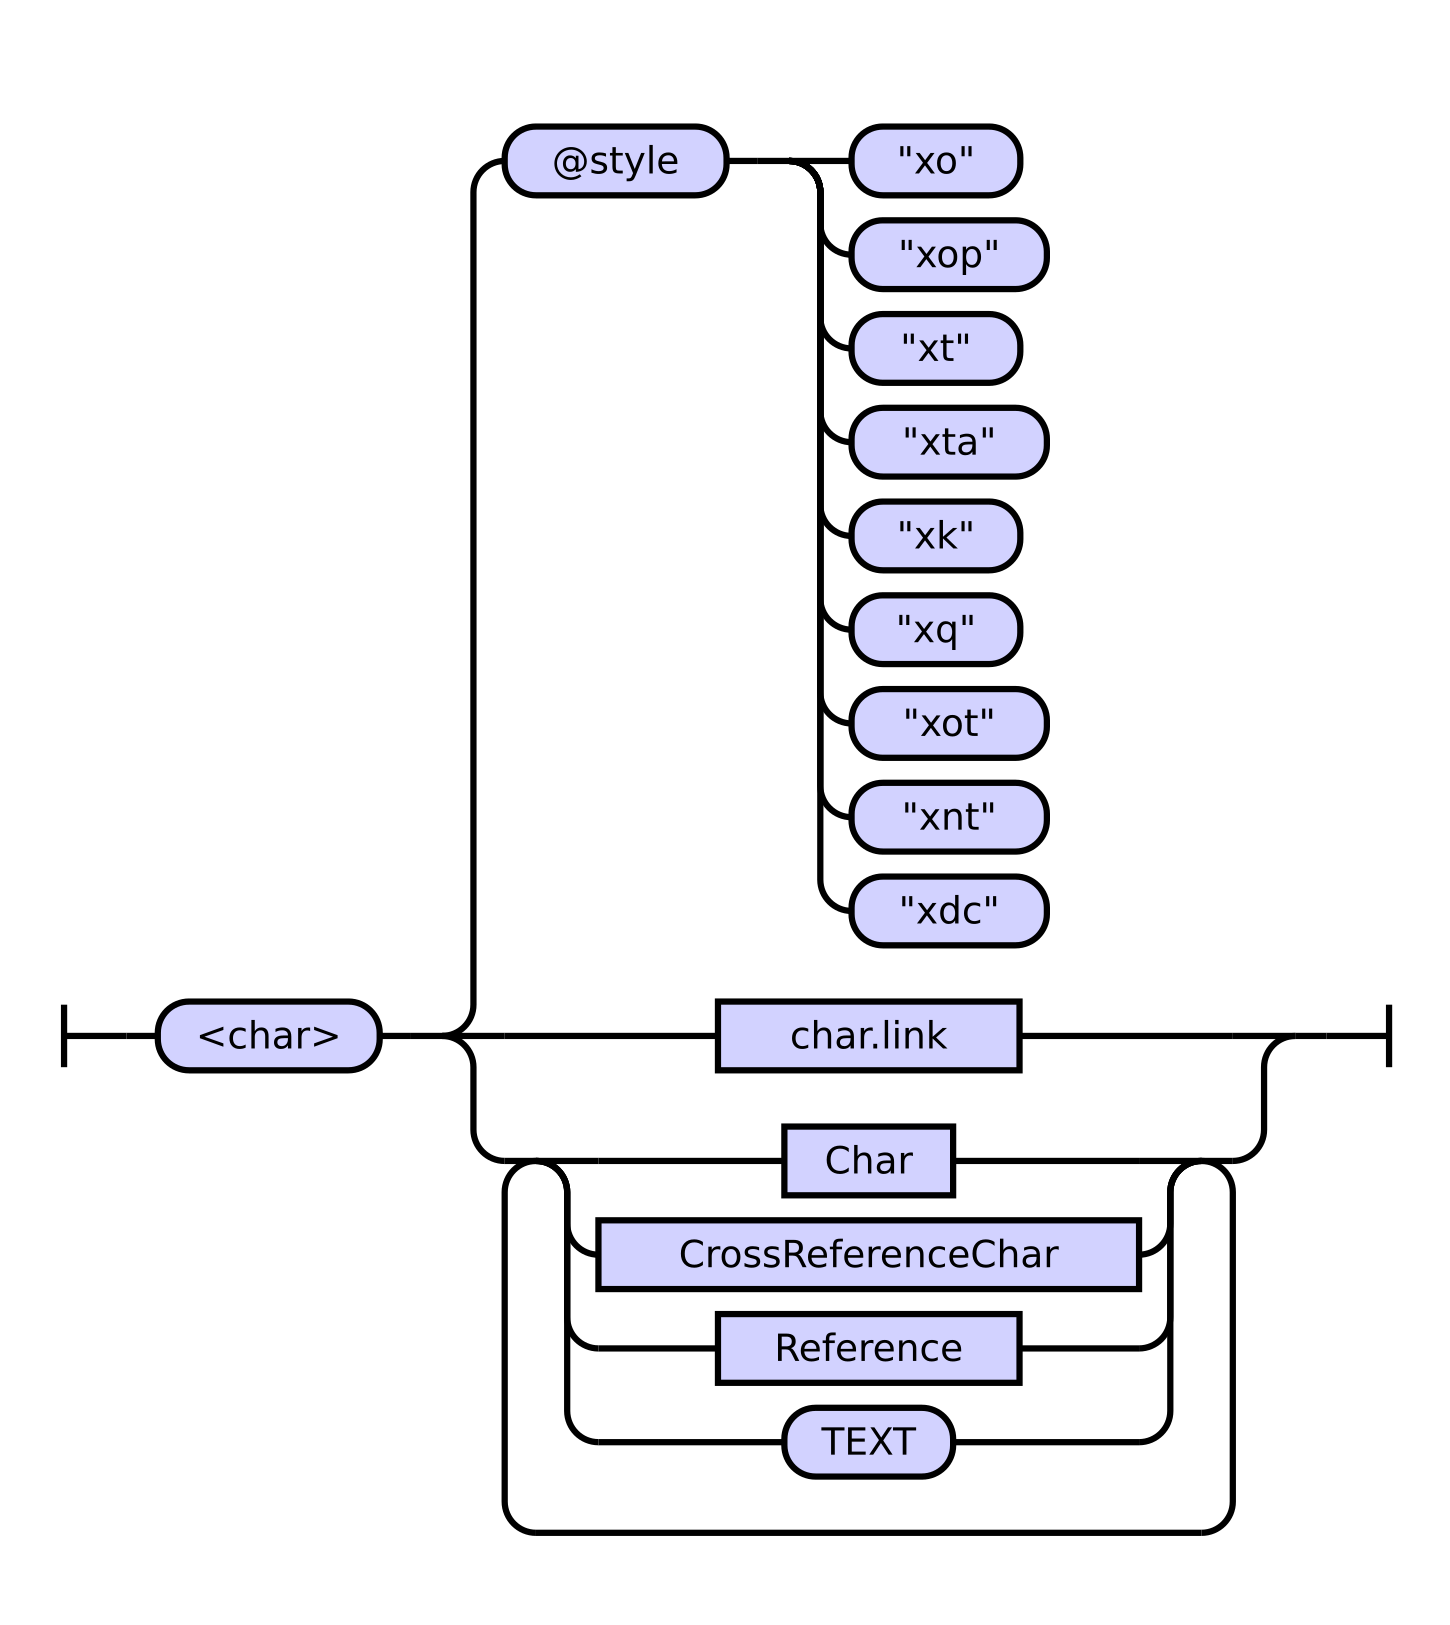 @style
"xo"
"xop"
"xt"
"xta"
"xk"
"xq"
"xot"
"xnt"
"xdc"
<char>
char.link
Char
CrossReferenceChar
Reference
TEXT